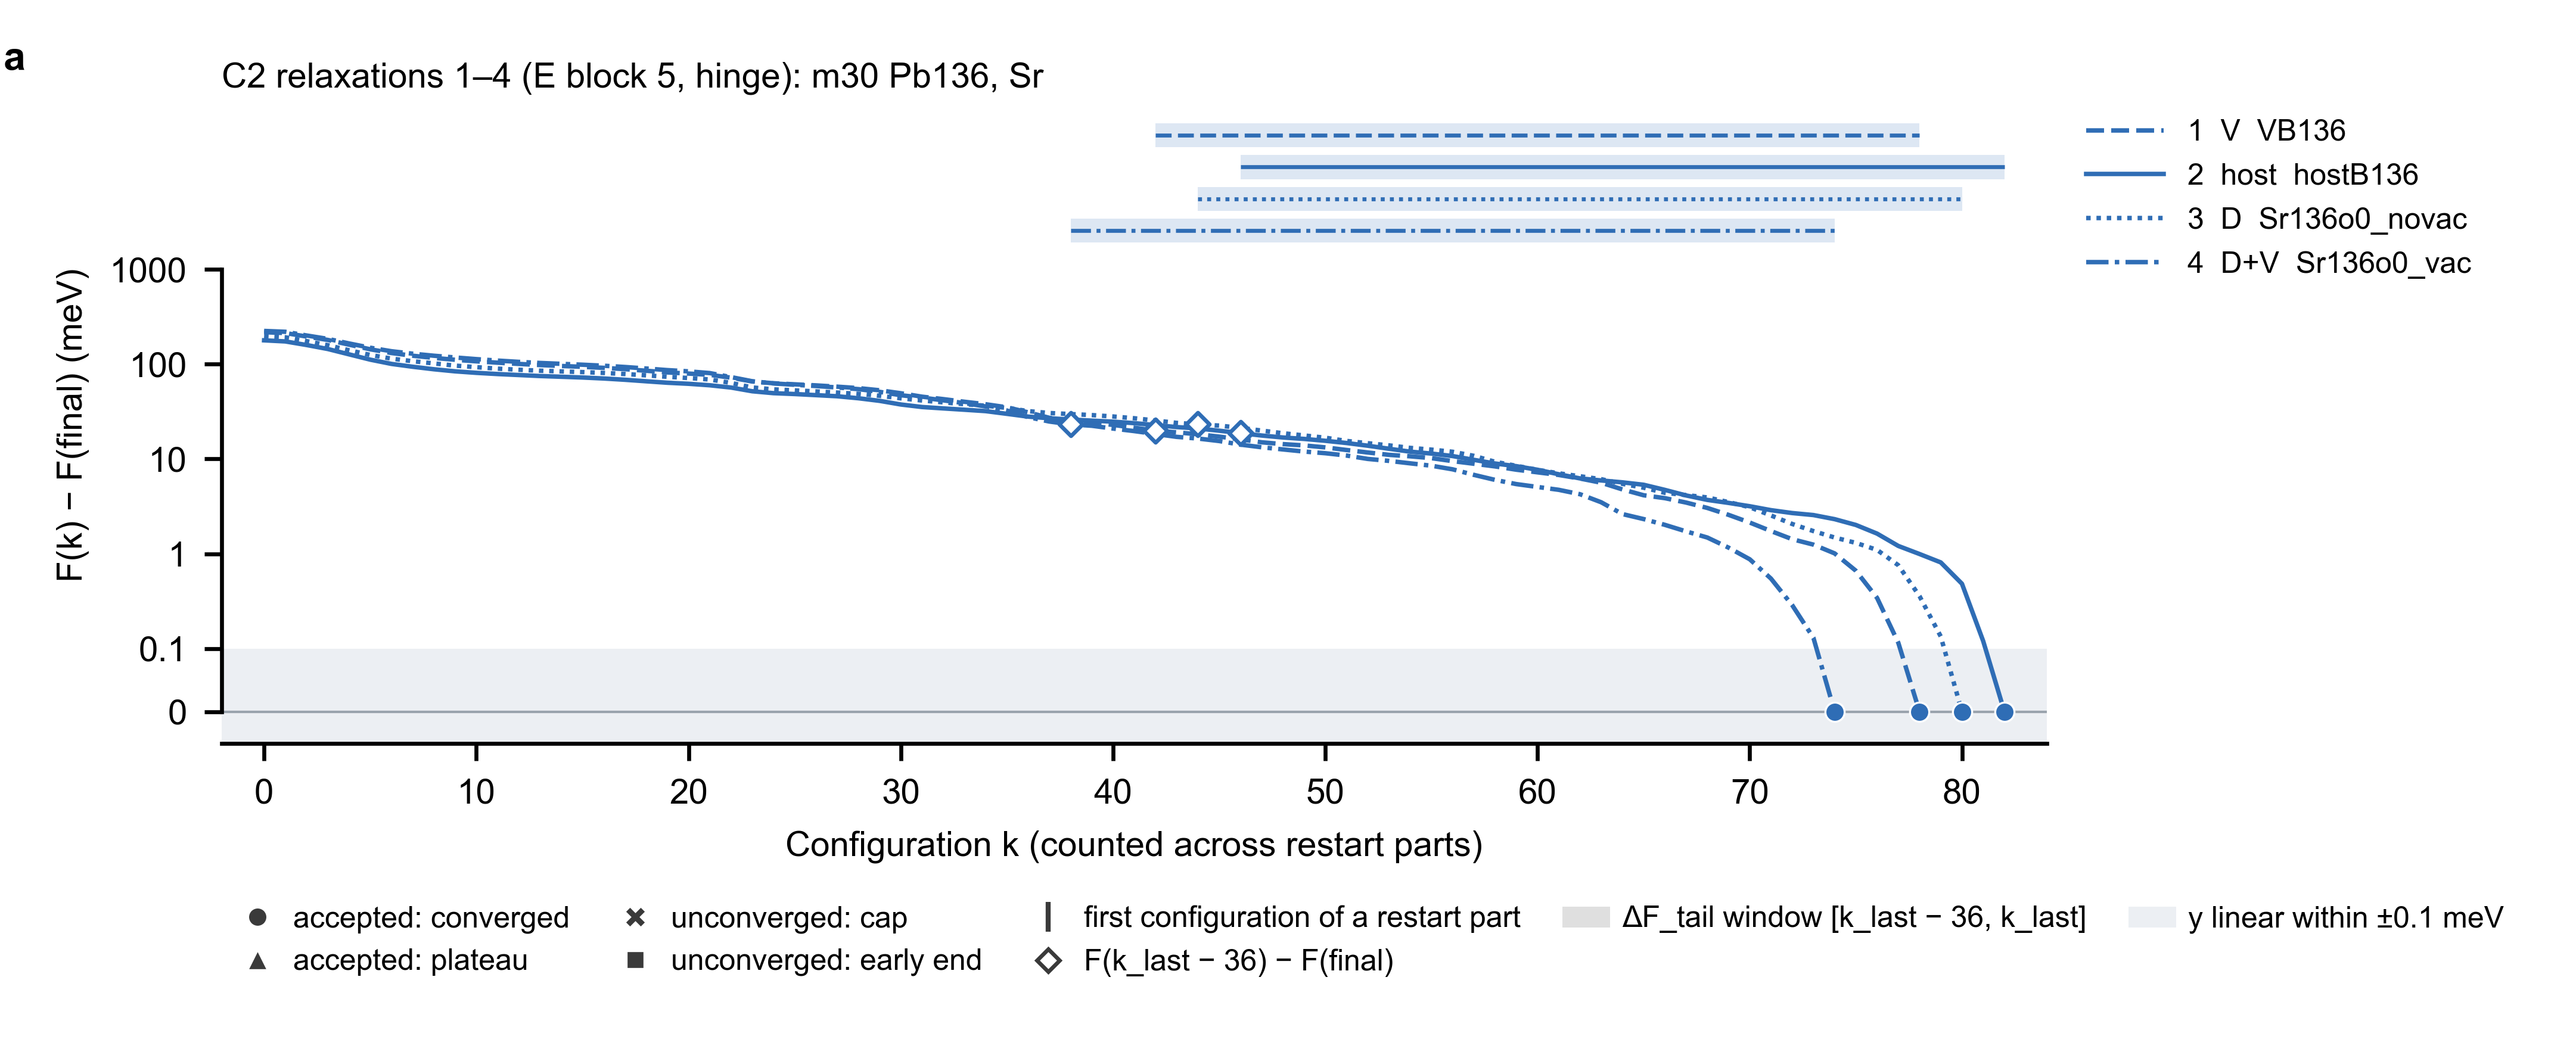 a
C2 relaxations 1–4 (E block 5, hinge): m30 Pb136, Sr
1 V VB136
2 host hostB136
3 D Sr136o0_novac
4 D+V Sr136o0_vac
F(k) − F(final) (meV)
1000
100
10
1
0.1
0
0 10 20 30 40 50 60 70 80
Configuration k (counted across restart parts)
accepted: converged
unconverged: cap
first configuration of a restart part
ΔF_tail window [k_last − 36, k_last]
y linear within ±0.1 meV
accepted: plateau
unconverged: early end
F(k_last − 36) − F(final)